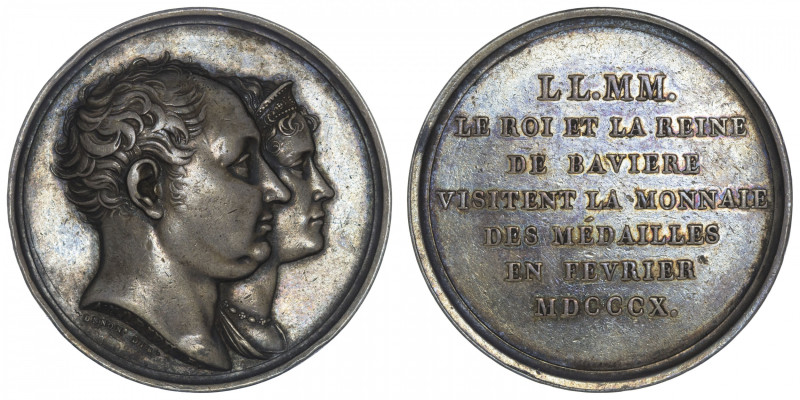 LL.MM.
LE ROI ET LA REINE
DE BAVIERE
VISITENT LA MONNAIE
DES MÉDAILLES
EN FEVRIER
MDCCCX.